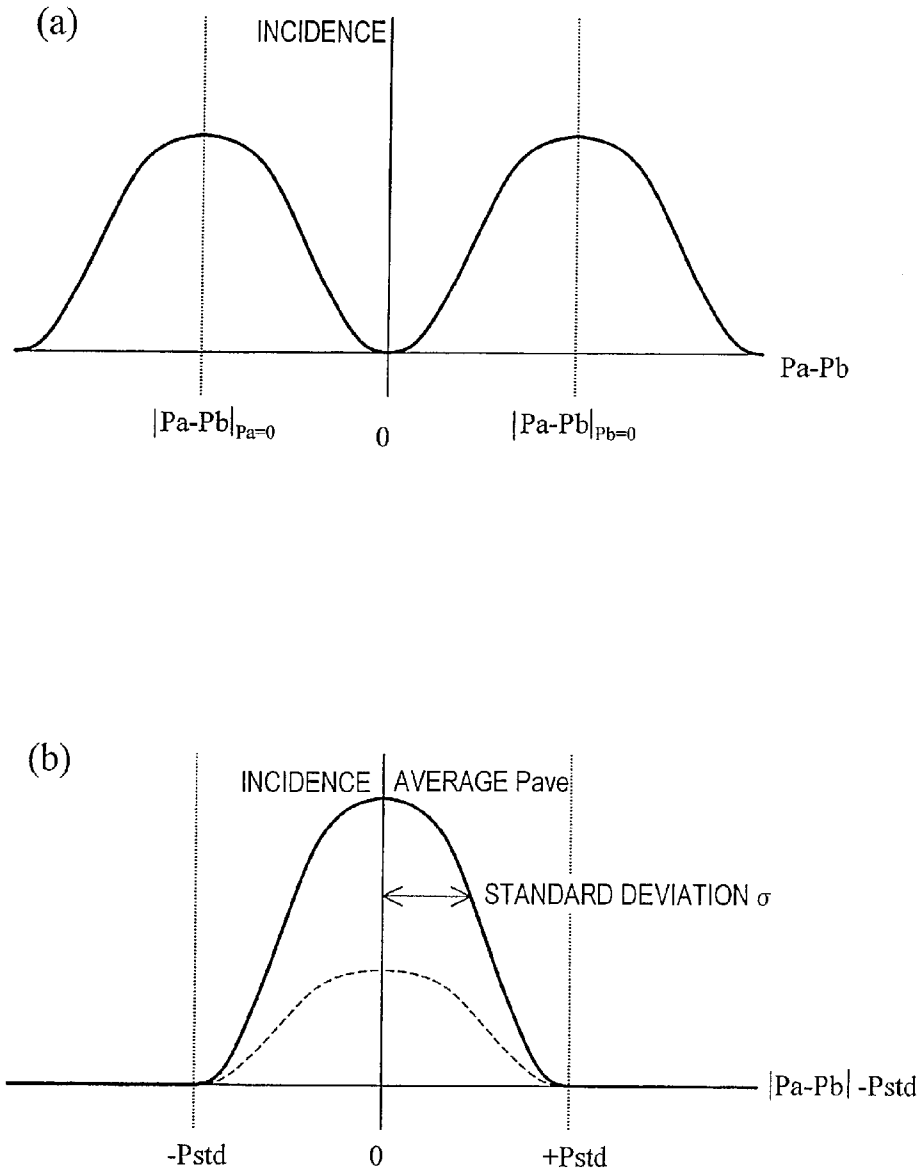 (a)
INCIDENCE
Pa-Pb
|Pa-Pb|Pa=0
0
|Pa-Pb|Pb=0
(b)
INCIDENCE
AVERAGE Pave
STANDARD DEVIATION σ
|Pa-Pb| -Pstd
-Pstd
0
+Pstd